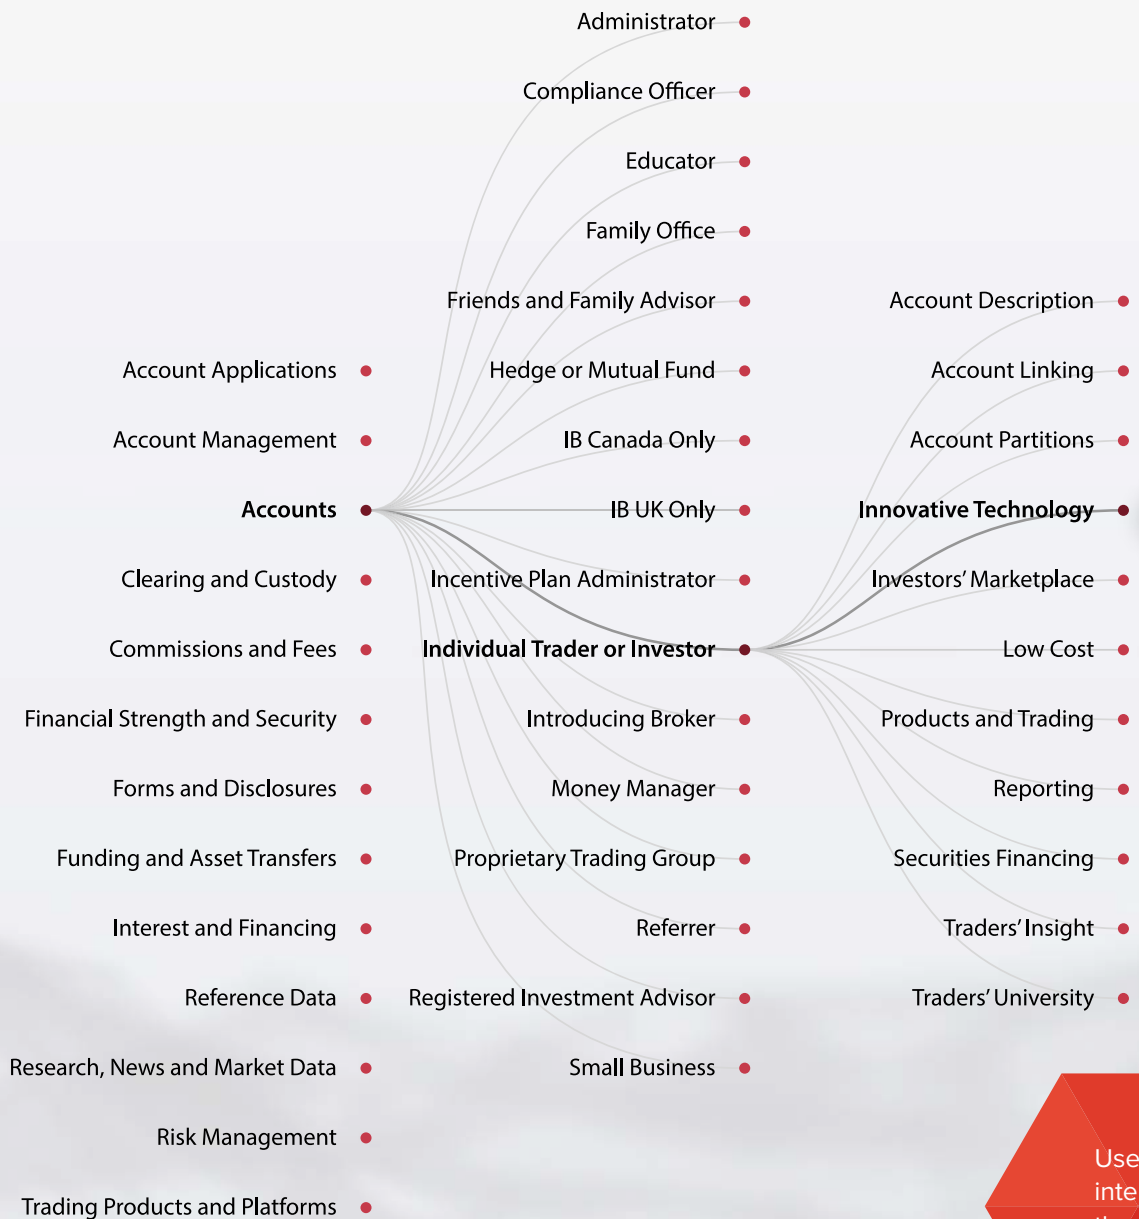 Administrator
Compliance Officer
Educator
Family Office
Friends and Family Advisor
Hedge or Mutual Fund
IB Canada Only
IB UK Only
Incentive Plan Administrator
Individual Trader or Investor
Introducing Broker
Money Manager
Proprietary Trading Group
Referrer
Registered Investment Advisor
Small Business
Account Applications
Account Management
Accounts
Clearing and Custody
Commissions and Fees
Financial Strength and Security
Forms and Disclosures
Funding and Asset Transfers
Interest and Financing
Reference Data
Research, News and Market Data
Risk Management
Trading Products and Platforms
Account Description
Account Linking
Account Partitions
Innovative Technology
Investors’ Marketplace
Low Cost
Products and Trading
Reporting
Securities Financing
Traders’ Insight
Traders’ University
Use
inte